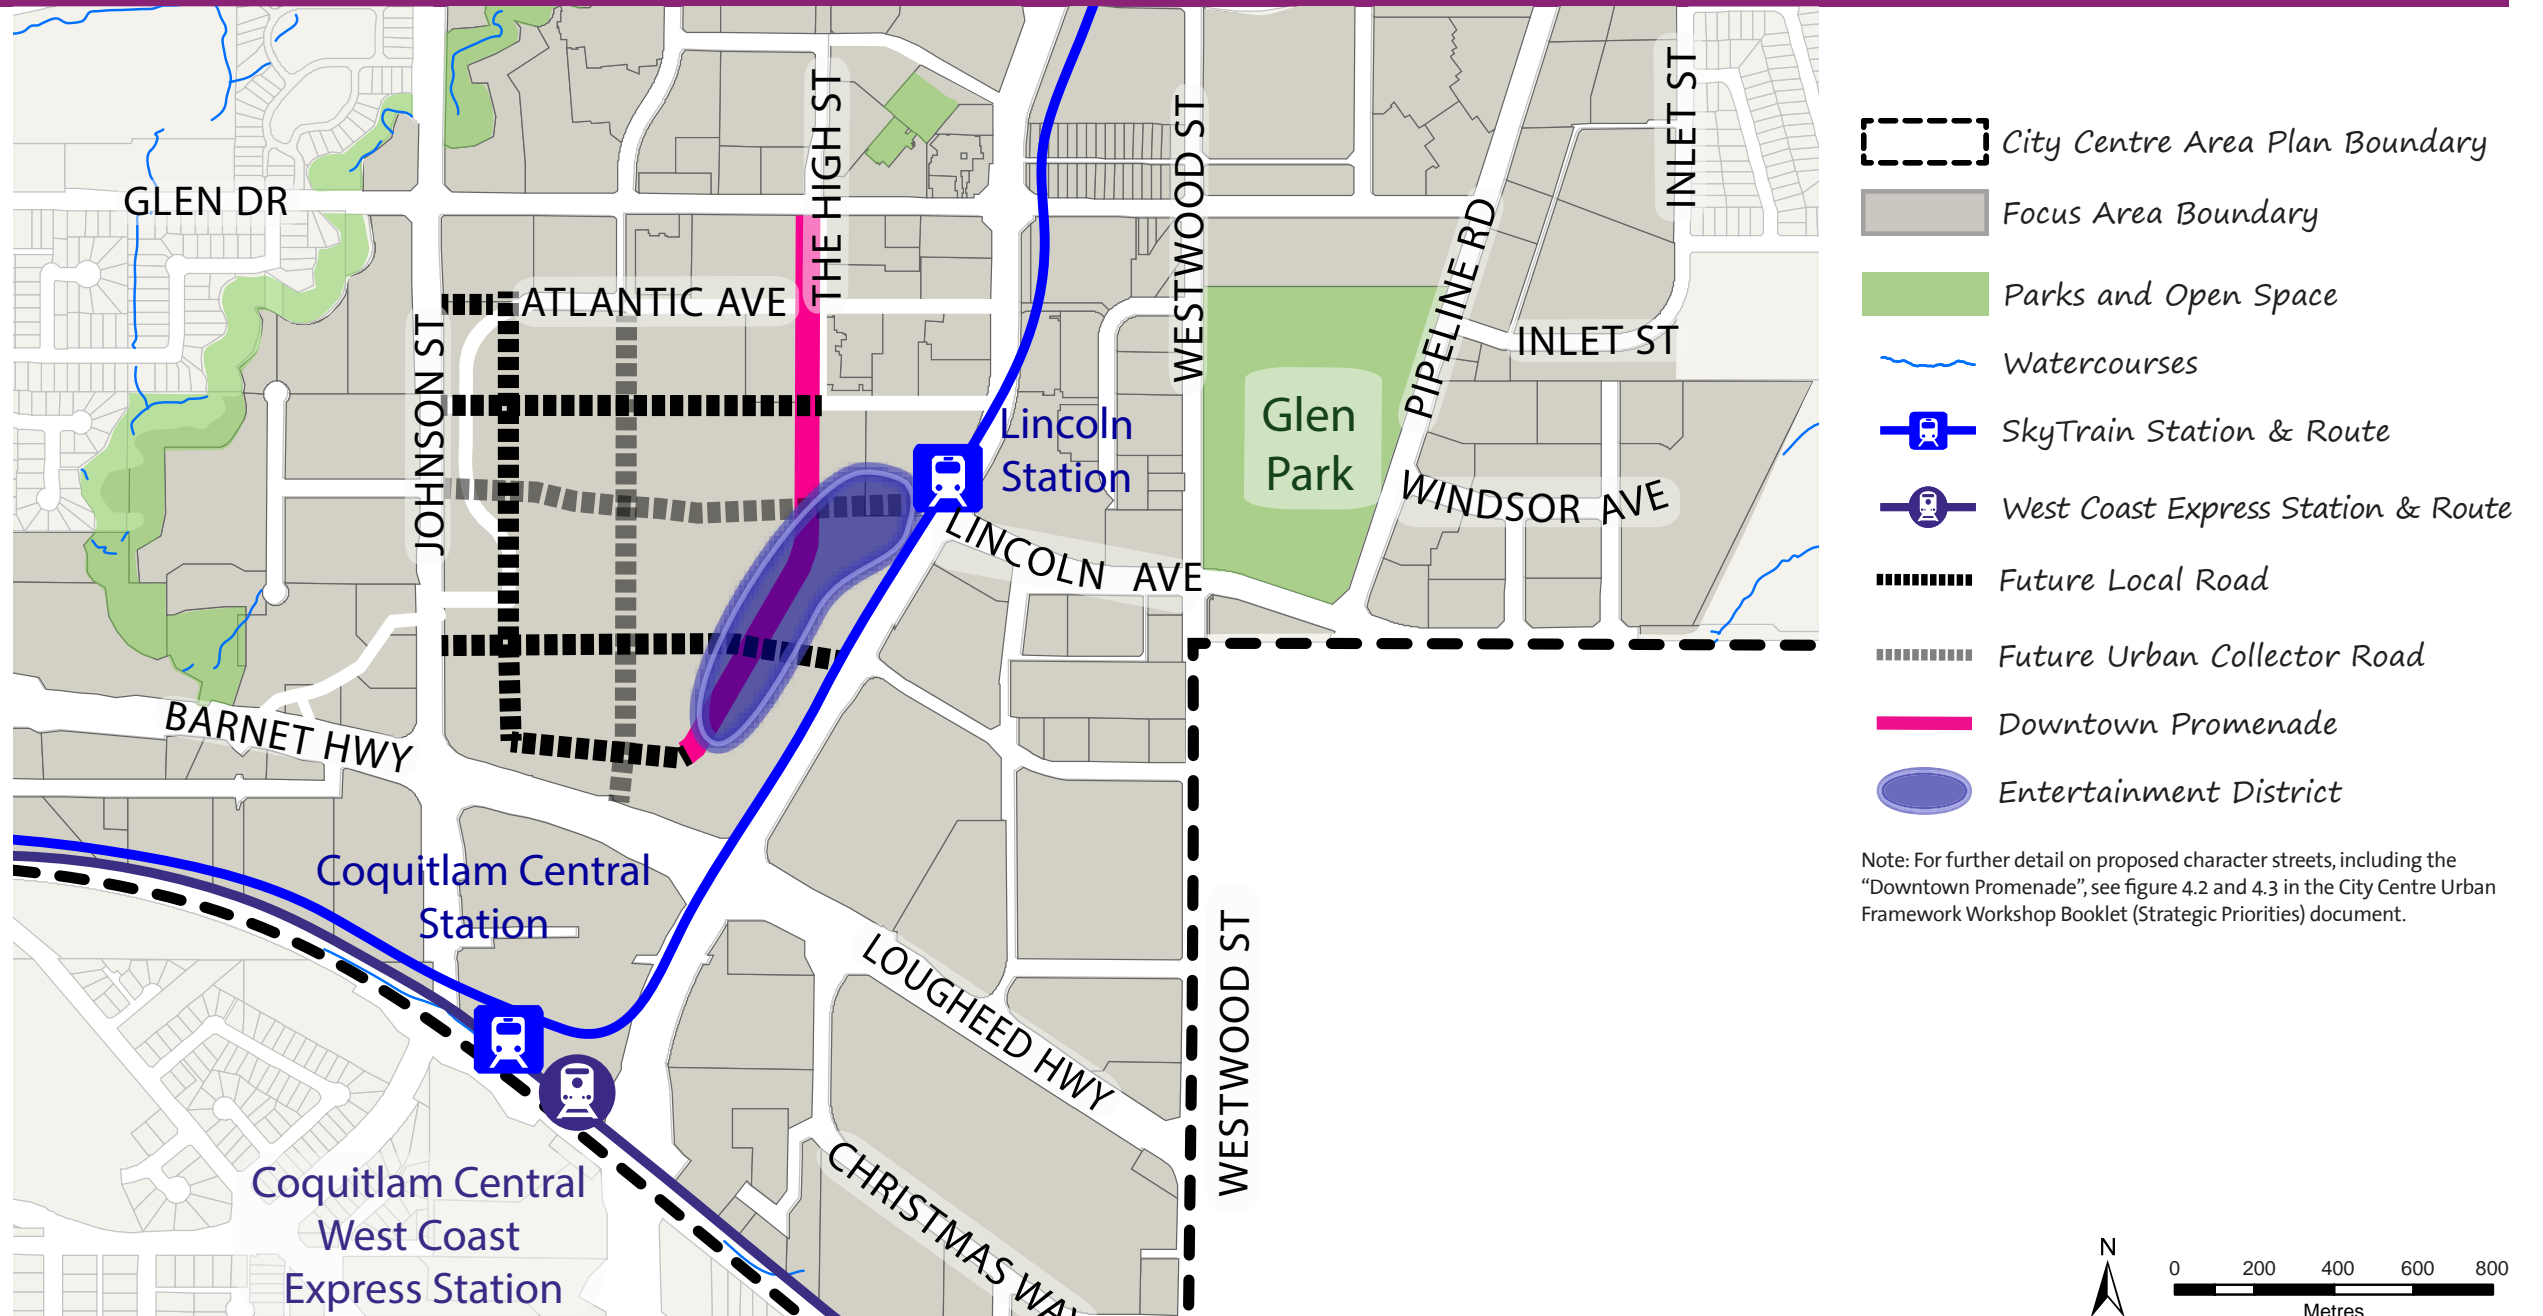 GLEN DR
THE HIGH ST
WESTWOOD ST
INLET ST
PIPELINE RD
ATLANTIC AVE
JOHNSON ST
INLET ST
Lincoln
Station
Glen
Park
WINDSOR AVE
LINCOLN AVE
BARNET HWY
Coquitlam Central
Station
LOUGHEED HWY
WESTWOOD ST
CHRISTMAS WAY
Coquitlam Central
West Coast
Express Station
City Centre Area Plan Boundary
Focus Area Boundary
Parks and Open Space
Watercourses
SkyTrain Station & Route
West Coast Express Station & Route
Future Local Road
Future Urban Collector Road
Downtown Promenade
Entertainment District
Note: For further detail on proposed character streets, including the
“Downtown Promenade”, see figure 4.2 and 4.3 in the City Centre Urban
Framework Workshop Booklet (Strategic Priorities) document.
N
0 200 400 600 800
Metres